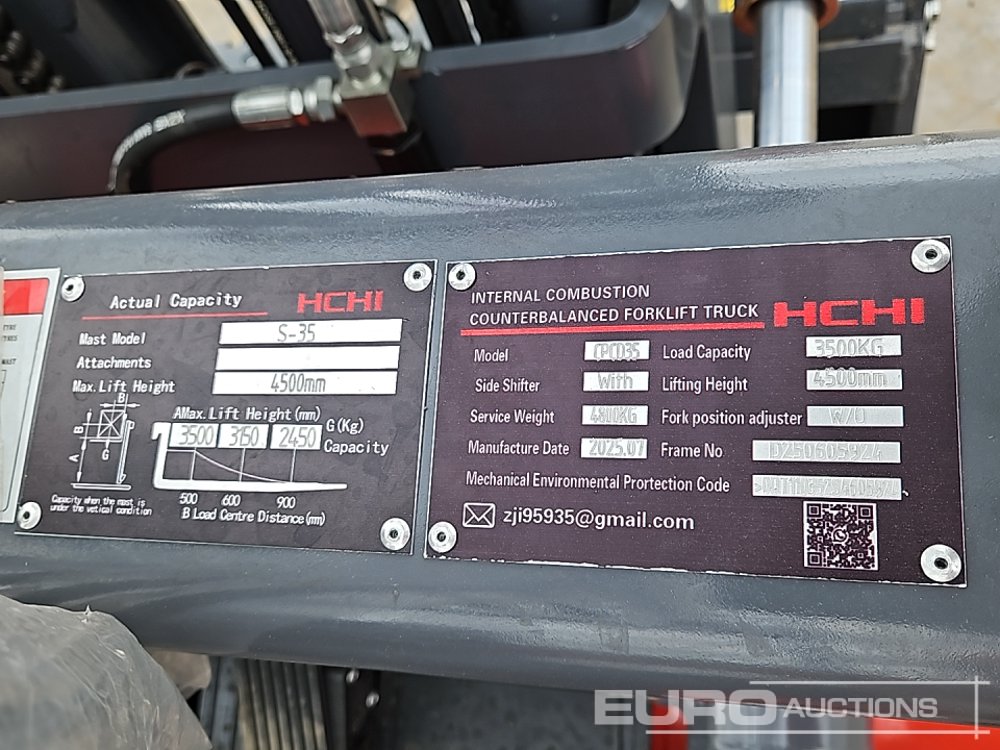 Actual Capacity HCHI
Mast Model S-35
Attachments
Max. Lift Height 4500mm
B
AMax. Lift Height(mm)
3500 3150 2450 G(Kg)
Capacity
B
G
A
500 600 900
B Load Centre Distance(mm)
Capacity when the mast is
under the vetical condition
INTERNAL COMBUSTION
COUNTERBALANCED FORKLIFT TRUCK HCHI
Model CPCD35 Load Capacity 3500KG
Side Shifter With Lifting Height 4500mm
Service Weight 4800KG Fork position adjuster W/O
Manufacture Date 2025.07 Frame No ID250605924
Mechanical Environmental Prortection Code
zji95935@gmail.com
EURO AUCTIONS